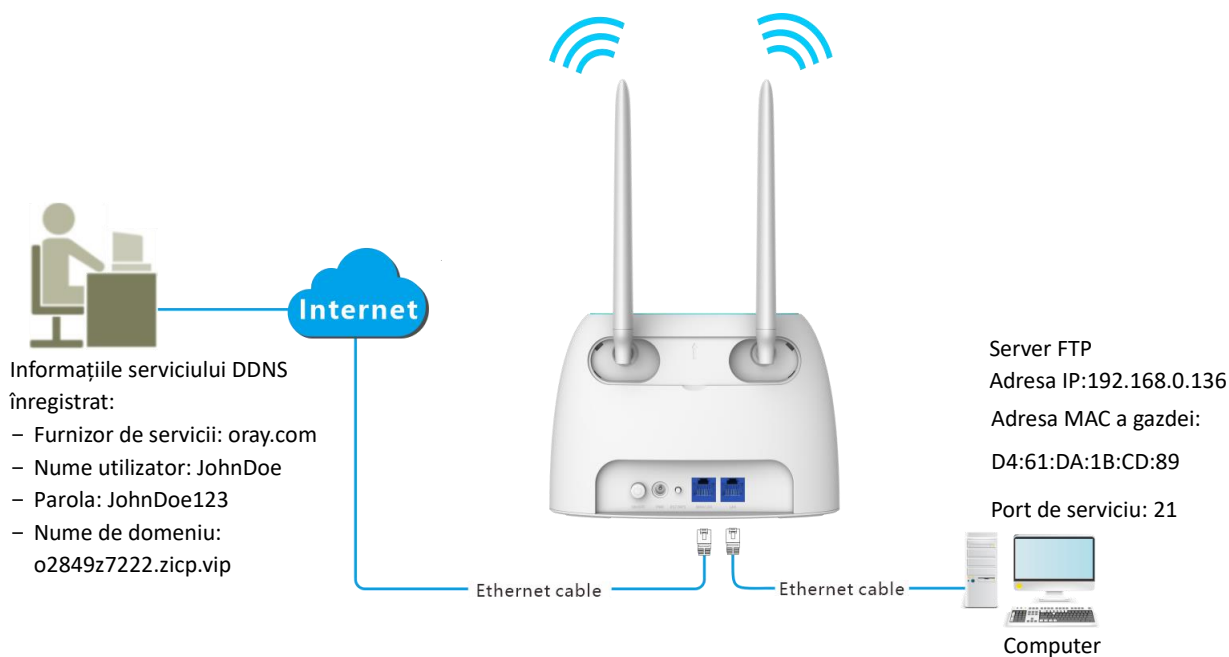 Internet
Informațiile serviciului DDNS
înregistrat:
– Furnizor de servicii: oray.com
– Nume utilizator: JohnDoe
– Parola: JohnDoe123
– Nume de domeniu:
o2849z7222.zicp.vip
Server FTP
Adresa IP:192.168.0.136
Adresa MAC a gazdei:
D4:61:DA:1B:CD:89
Port de serviciu: 21
Ethernet cable
Ethernet cable
Computer